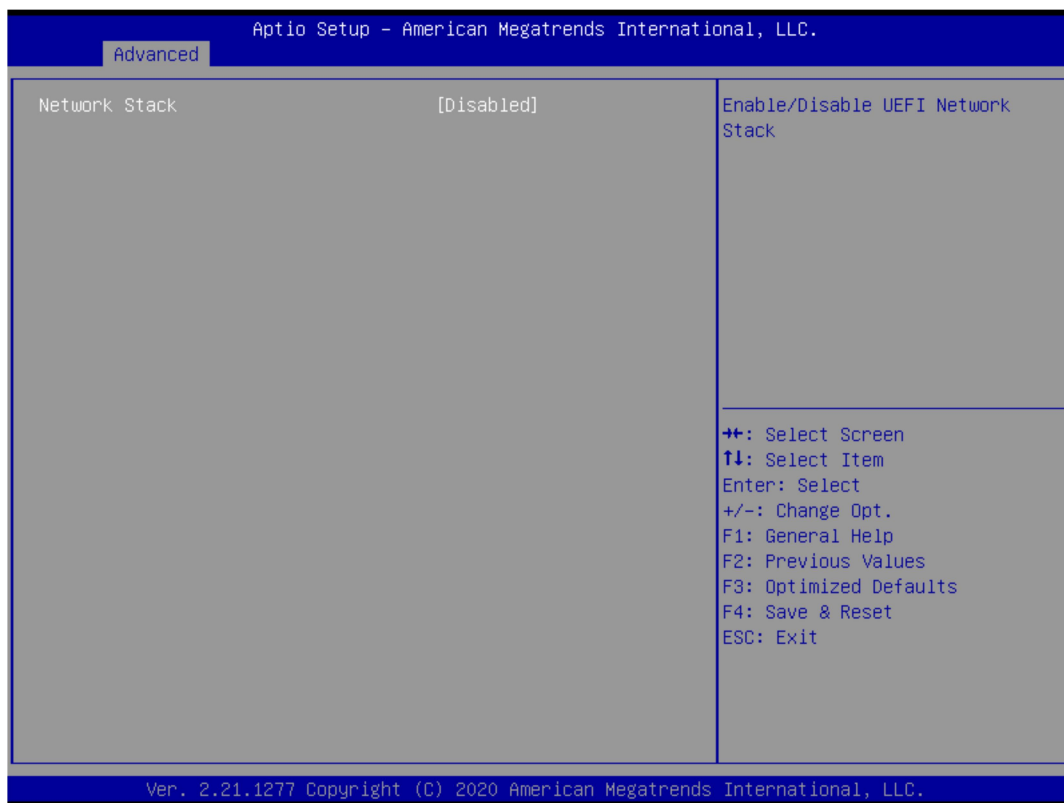 Aptio Setup – American Megatrends International, LLC.
Advanced
Network Stack [Disabled]
Enable/Disable UEFI Network
Stack
→←: Select Screen
↑↓: Select Item
Enter: Select
+/-: Change Opt.
F1: General Help
F2: Previous Values
F3: Optimized Defaults
F4: Save & Reset
ESC: Exit
Ver. 2.21.1277 Copyright (C) 2020 American Megatrends International, LLC.